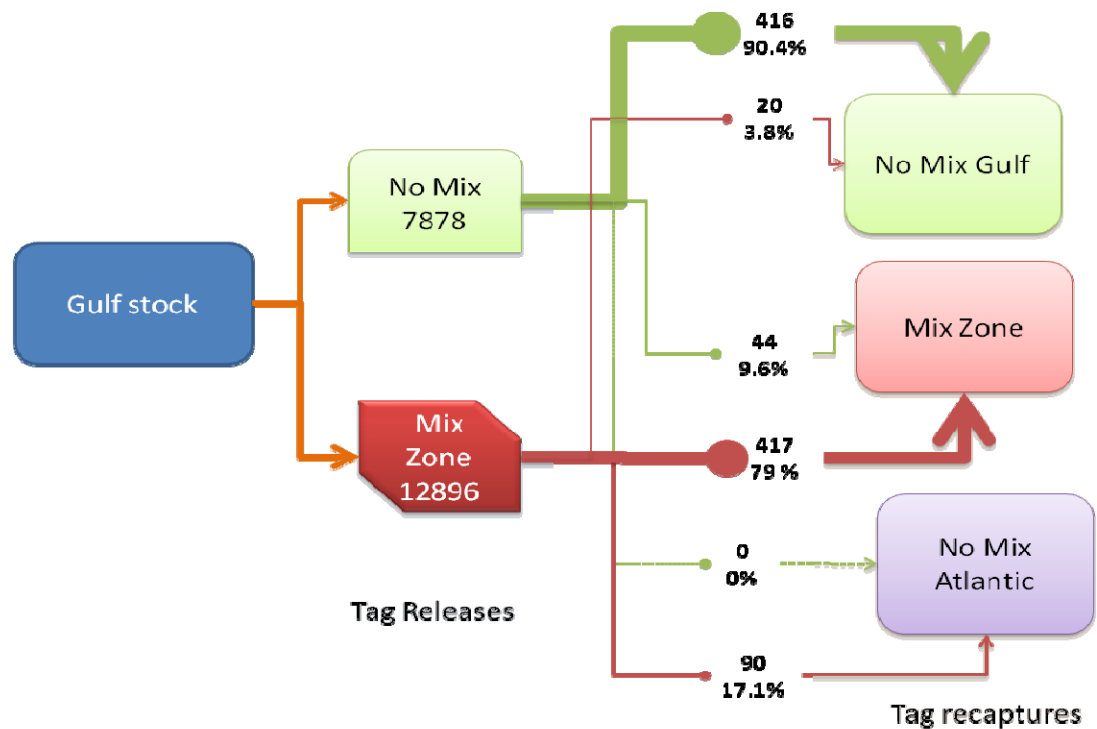 416
90.4%
20
3.8%
No Mix Gulf
No Mix
7878
Gulf stock
Mix Zone
44
9.6%
Mix
Zone
12896
417
79 %
No Mix
Atlantic
0
0%
Tag Releases
90
17.1%
Tag recaptures